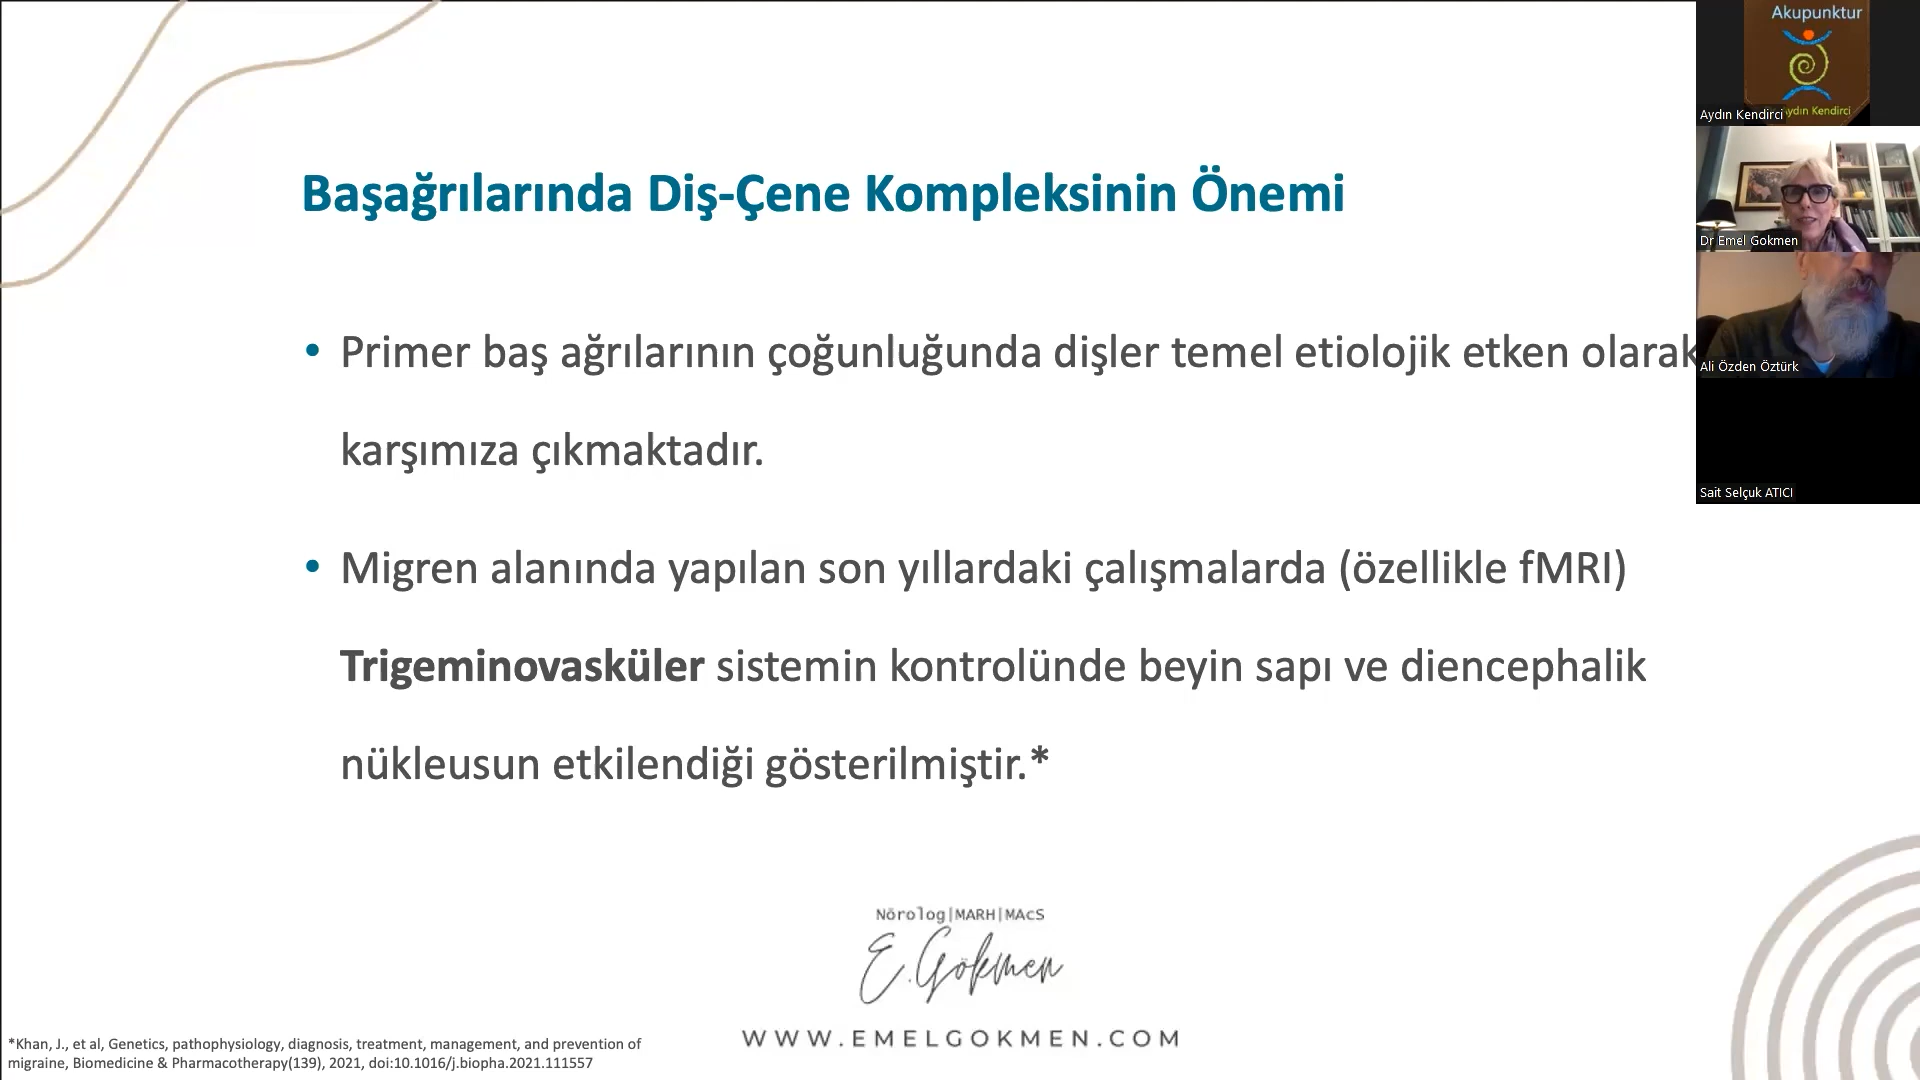 Başağrılarında Diş-Çene Kompleksinin Önemi
• Primer baş ağrılarının çoğunluğunda dişler temel etiolojik etken olarak
karşımıza çıkmaktadır.
• Migren alanında yapılan son yıllardaki çalışmalarda (özellikle fMRI)
Trigeminovasküler sistemin kontrolünde beyin sapı ve diencephalik
nükleusun etkilendiği gösterilmiştir.*
Nörolog|MARH|MAcS
E.Gökmen
WWW.EMELGOKMEN.COM
*Khan, J., et al, Genetics, pathophysiology, diagnosis, treatment, management, and prevention of
migraine, Biomedicine & Pharmacotherapy(139), 2021, doi:10.1016/j.biopha.2021.111557
Akupunktur
Aydın Kendirci
Aydın Kendirci
Dr Emel Gokmen
Ali Özden Öztürk
Sait Selçuk ATICI